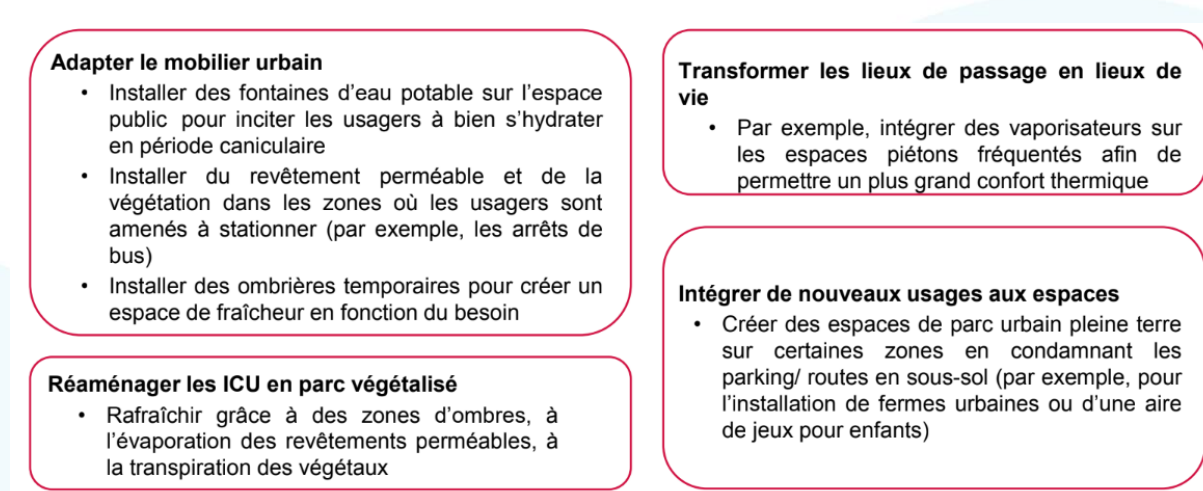 Adapter le mobilier urbain
• Installer des fontaines d'eau potable sur l'espace
public pour inciter les usagers à bien s'hydrater
en période caniculaire
• Installer du revêtement perméable et de la
végétation dans les zones où les usagers sont
amenés à stationner (par exemple, les arrêts de
bus)
• Installer des ombrières temporaires pour créer un
espace de fraîcheur en fonction du besoin
Réaménager les ICU en parc végétalisé
• Rafraîchir grâce à des zones d'ombres, à
l'évaporation des revêtements perméables, à
la transpiration des végétaux
Transformer les lieux de passage en lieux de
vie
• Par exemple, intégrer des vaporisateurs sur
les espaces piétons fréquentés afin de
permettre un plus grand confort thermique
Intégrer de nouveaux usages aux espaces
• Créer des espaces de parc urbain pleine terre
sur certaines zones en condamnant les
parking/ routes en sous-sol (par exemple, pour
l'installation de fermes urbaines ou d'une aire
de jeux pour enfants)